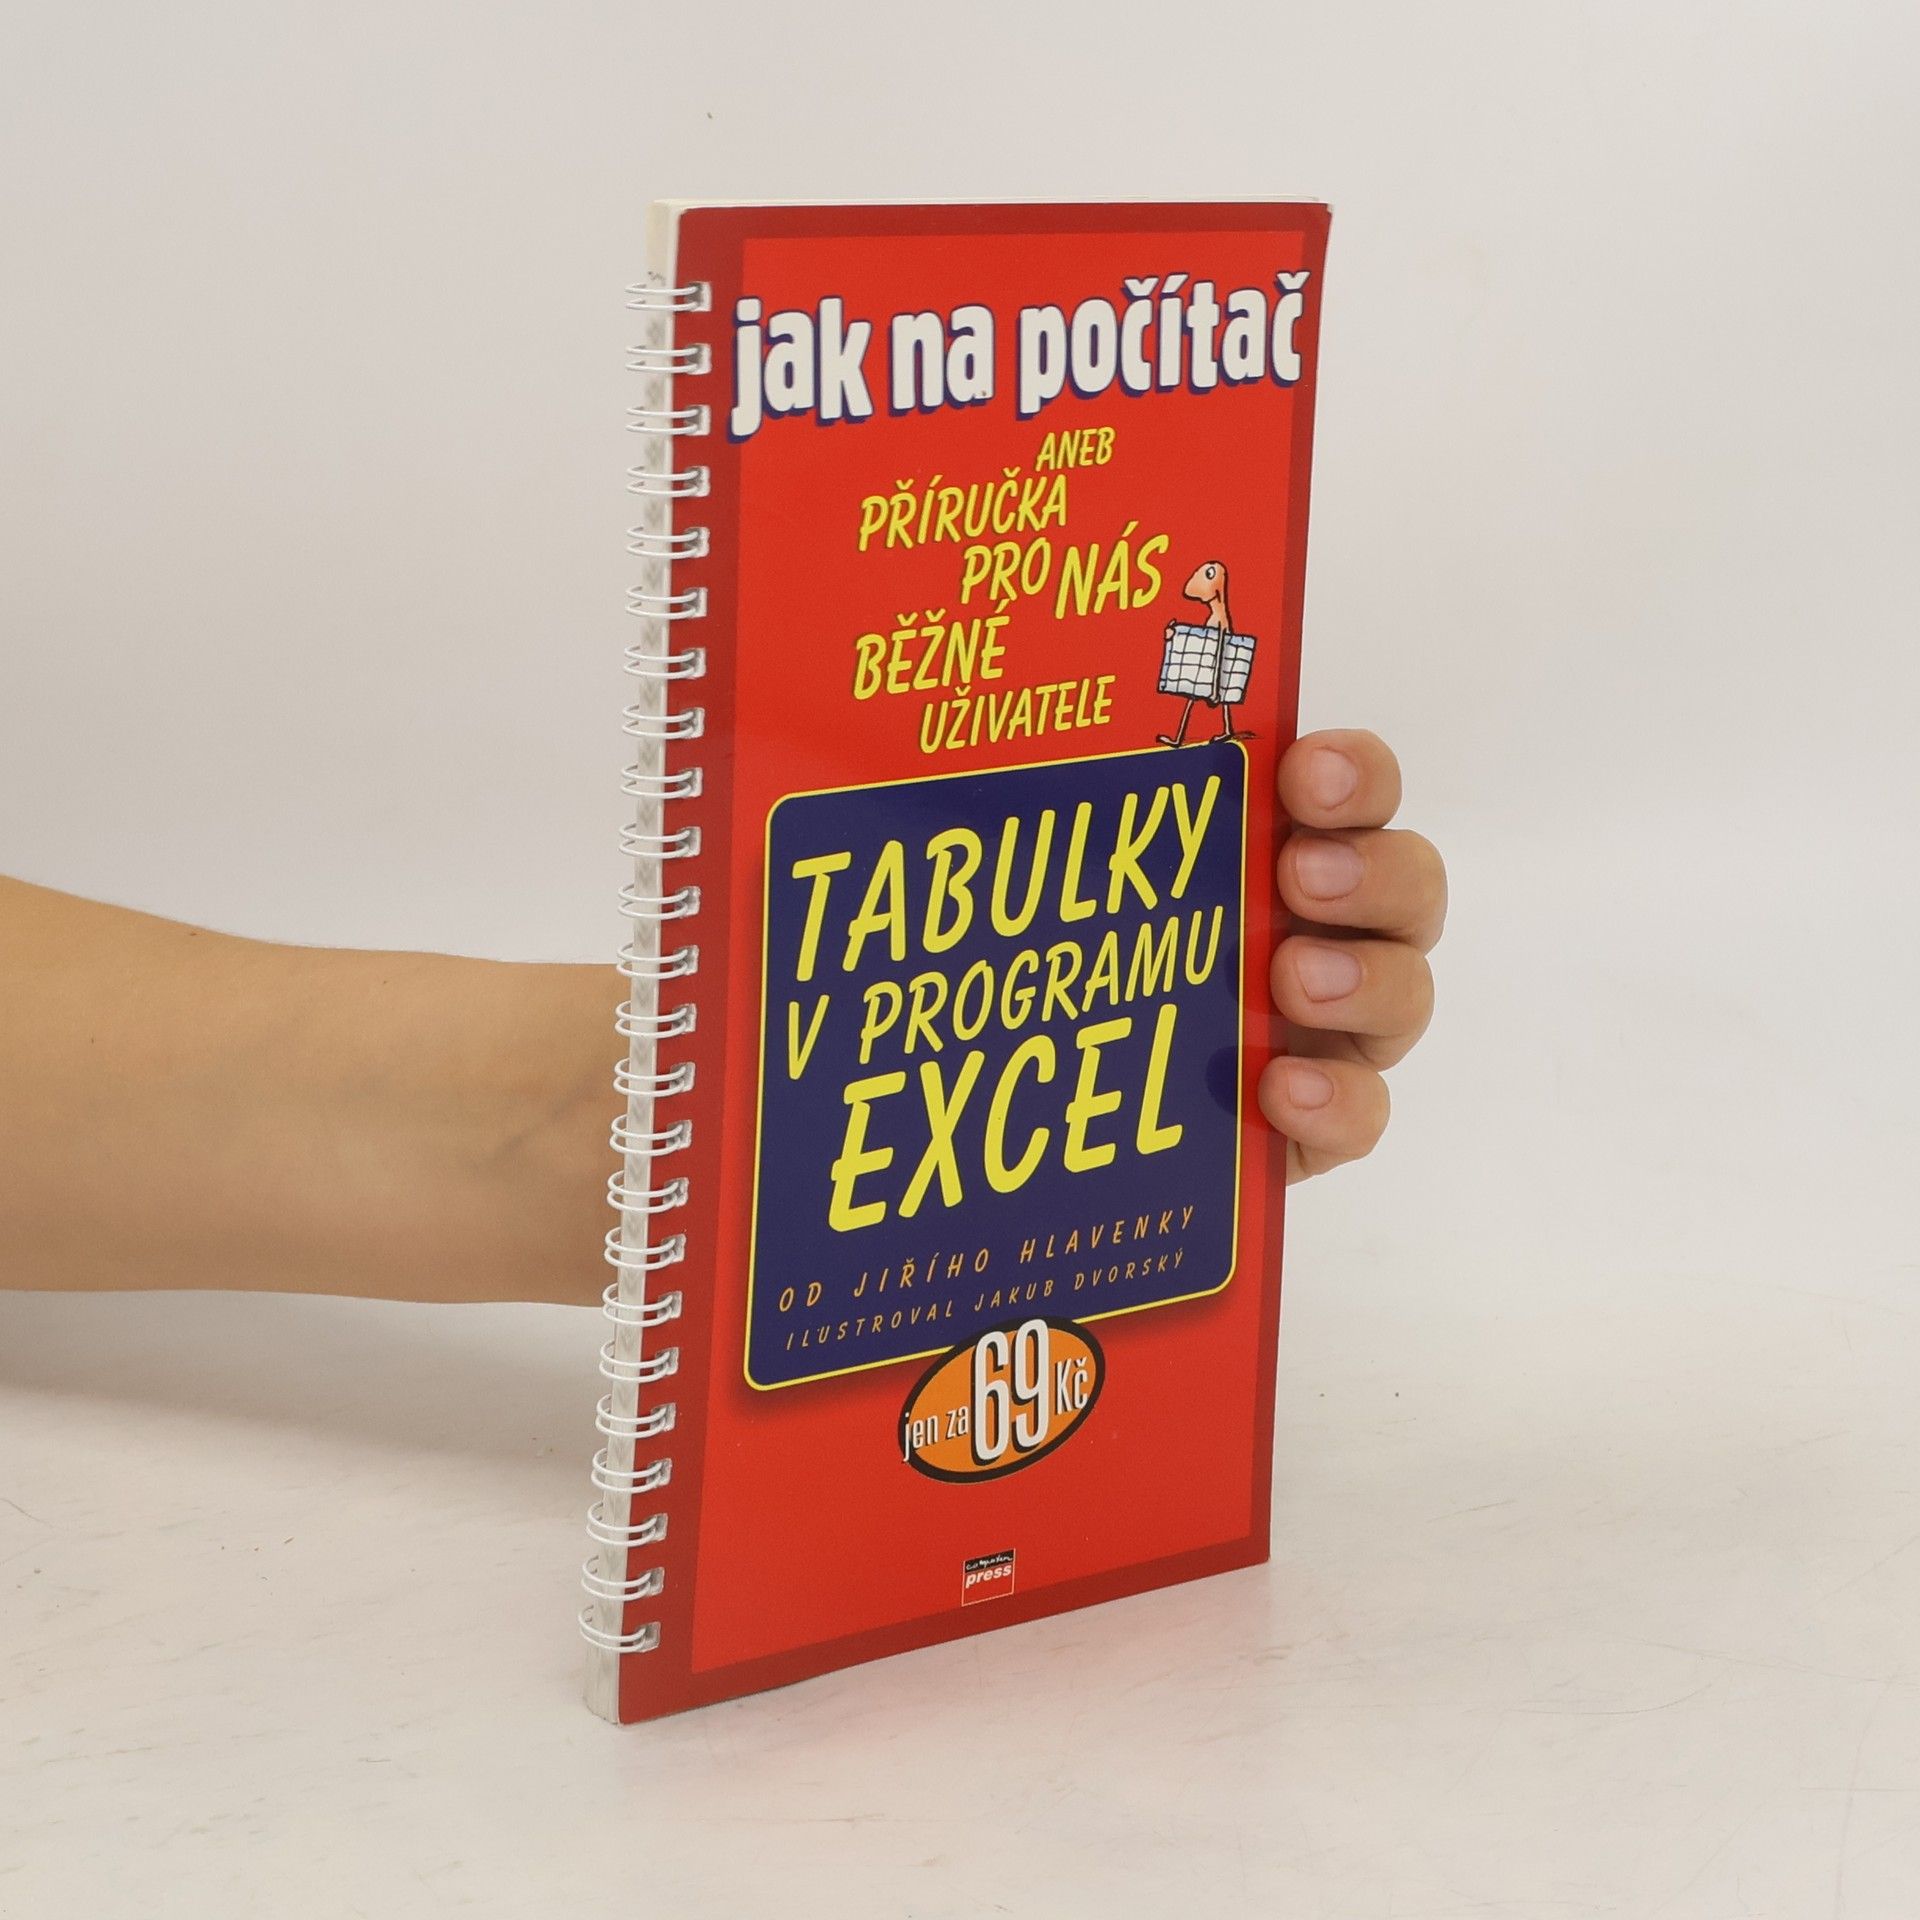 jak na počítač
ANEB
PŘÍRUČKA
PRO NÁS
BĚŽNÉ
UŽIVATELE
TABULKY
V PROGRAMU
EXCEL
OD JIŘÍHO HLAVENKY
ILUSTROVAL JAKUB DVORSKÝ
jen za 69 Kč
computer
press